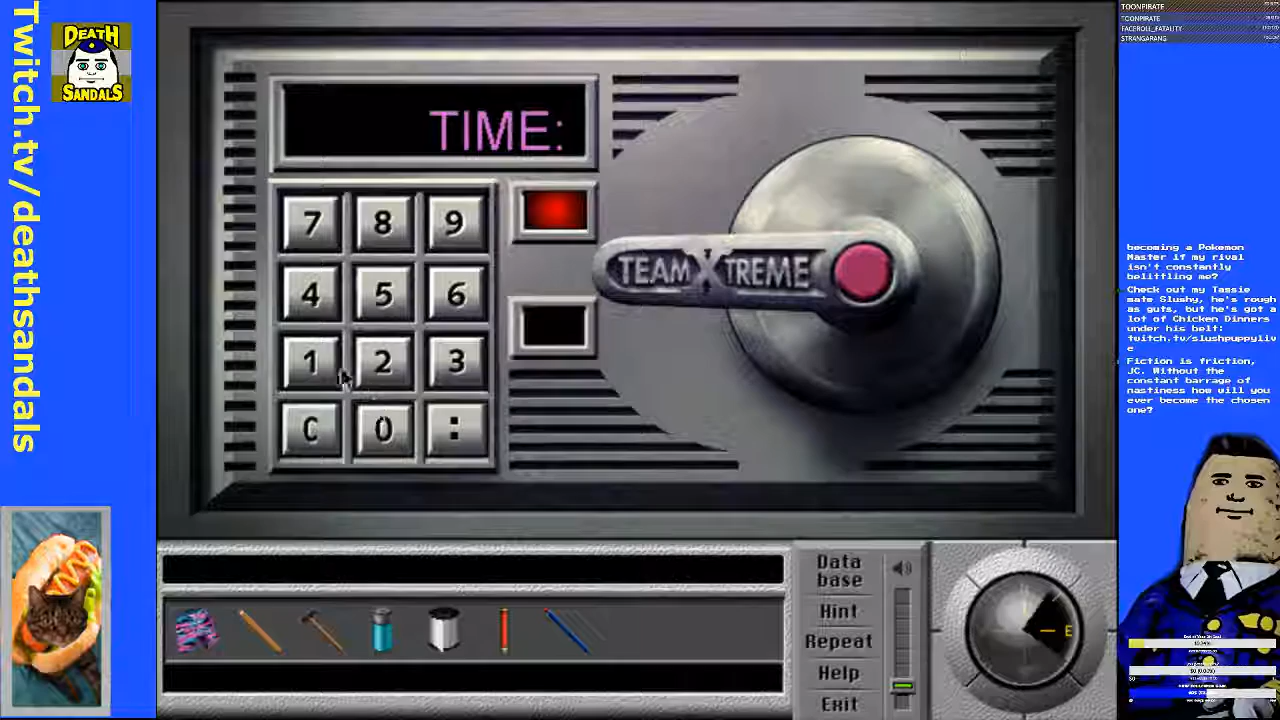 Twitch.tv/deathsandals
DEATH
SANDALS
TIME:
7 8 9
4 5 6
1 2 3
C 0 :
TEAM XTREME
Data
base
Hint
Repeat
Help
Exit
E
TOONPIRATE
TOONPIRATE
FACEROLL_FATALITY
STRANGARANG
becoming a Pokemon
Master if my rival
isn't constantly
belittling me?
Check out my Tassie
mate Slushy, he's rough
as guts, but he's got a
lot of Chicken Dinners
under his belt:
twitch.tv/slushpuppyliv
e
Fiction is friction,
JC. Without the
constant barrage of
nastiness how will you
ever become the chosen
one?